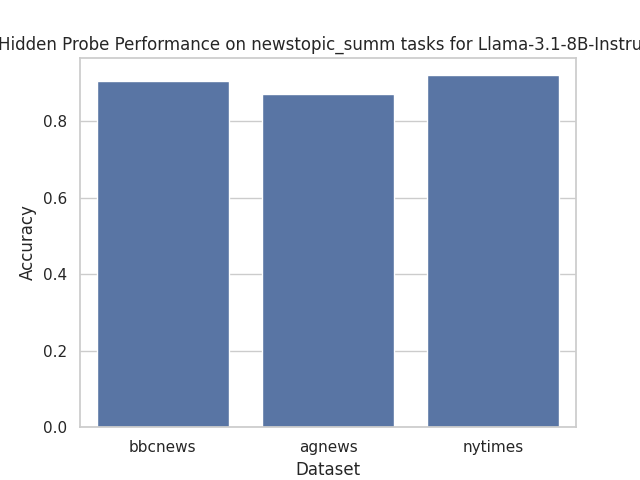 Hidden Probe Performance on newstopic_summ tasks for Llama-3.1-8B-Instru
0.8
0.6
0.4
0.2
0.0
Accuracy
bbcnews agnews nytimes
Dataset